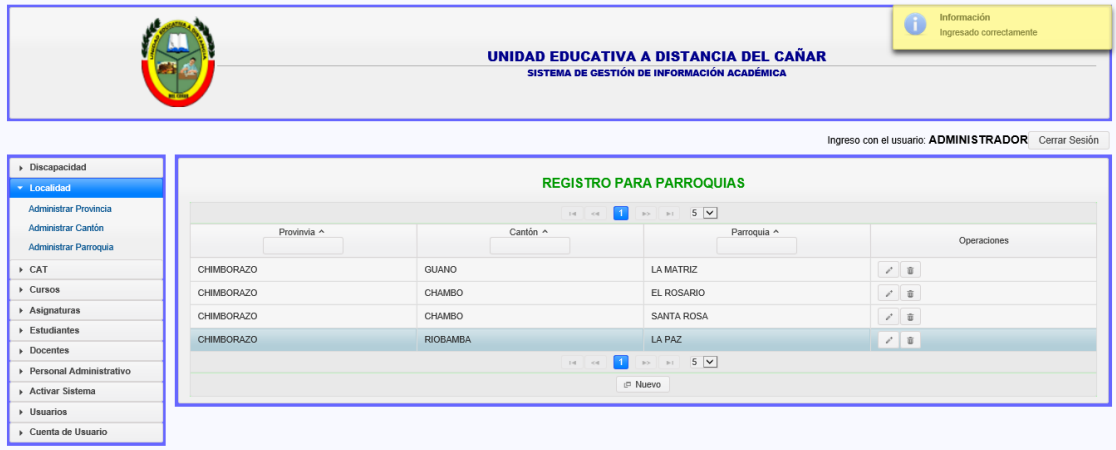 Información
Ingresado correctamente
UNIDAD EDUCATIVA A DISTANCIA DEL CAÑAR
SISTEMA DE GESTIÓN DE INFORMACIÓN ACADÉMICA
Ingreso con el usuario: ADMINISTRADOR Cerrar Sesión
Discapacidad
Localidad
Administrar Provincia
Administrar Cantón
Administrar Parroquia
CAT
Cursos
Asignaturas
Estudiantes
Docentes
Personal Administrativo
Activar Sistema
Usuarios
Cuenta de Usuario
REGISTRO PARA PARROQUIAS
1 5
Provinvia Cantón Parroquia Operaciones
CHIMBORAZO GUANO LA MATRIZ
CHIMBORAZO CHAMBO EL ROSARIO
CHIMBORAZO CHAMBO SANTA ROSA
CHIMBORAZO RIOBAMBA LA PAZ
1 5
Nuevo